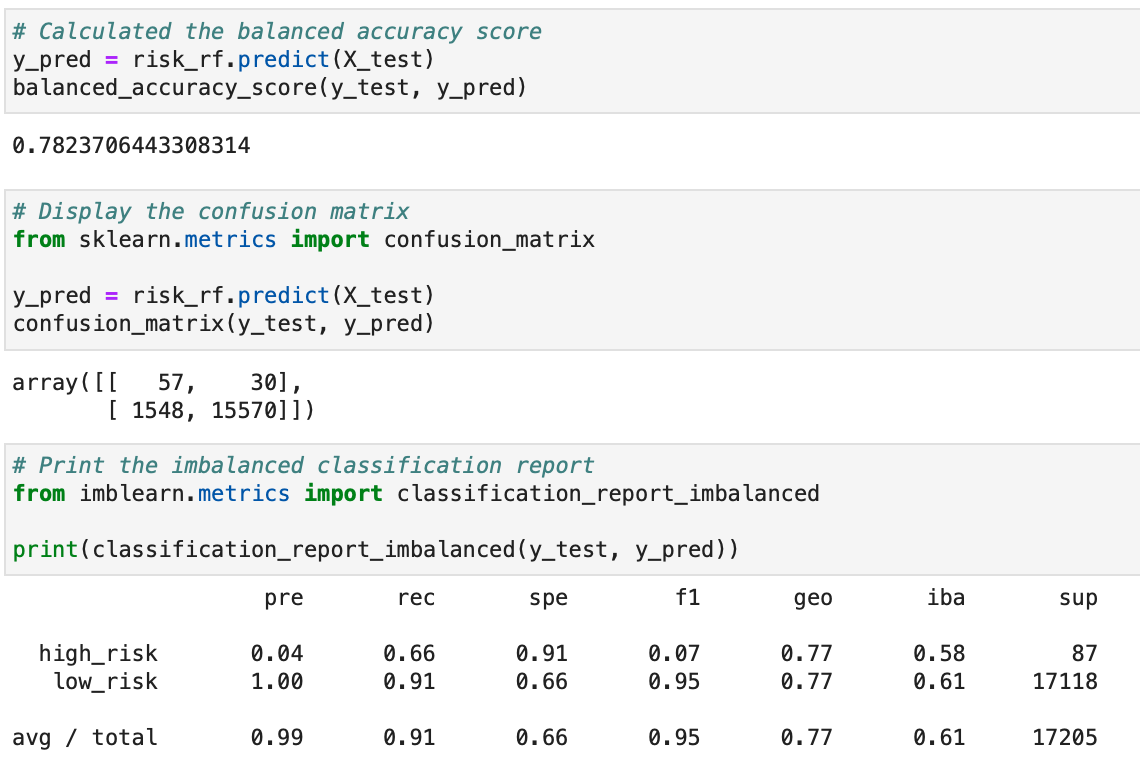 # Calculated the balanced accuracy score
y_pred = risk_rf.predict(X_test)
balanced_accuracy_score(y_test, y_pred)
0.7823706443308314
# Display the confusion matrix
from sklearn.metrics import confusion_matrix
y_pred = risk_rf.predict(X_test)
confusion_matrix(y_test, y_pred)
array([[   57,    30],
       [ 1548, 15570]])
# Print the imbalanced classification report
from imblearn.metrics import classification_report_imbalanced
print(classification_report_imbalanced(y_test, y_pred))
                   pre       rec       spe        f1       geo       iba       sup
  high_risk       0.04      0.66      0.91      0.07      0.77      0.58        87
   low_risk       1.00      0.91      0.66      0.95      0.77      0.61     17118
avg / total       0.99      0.91      0.66      0.95      0.77      0.61     17205